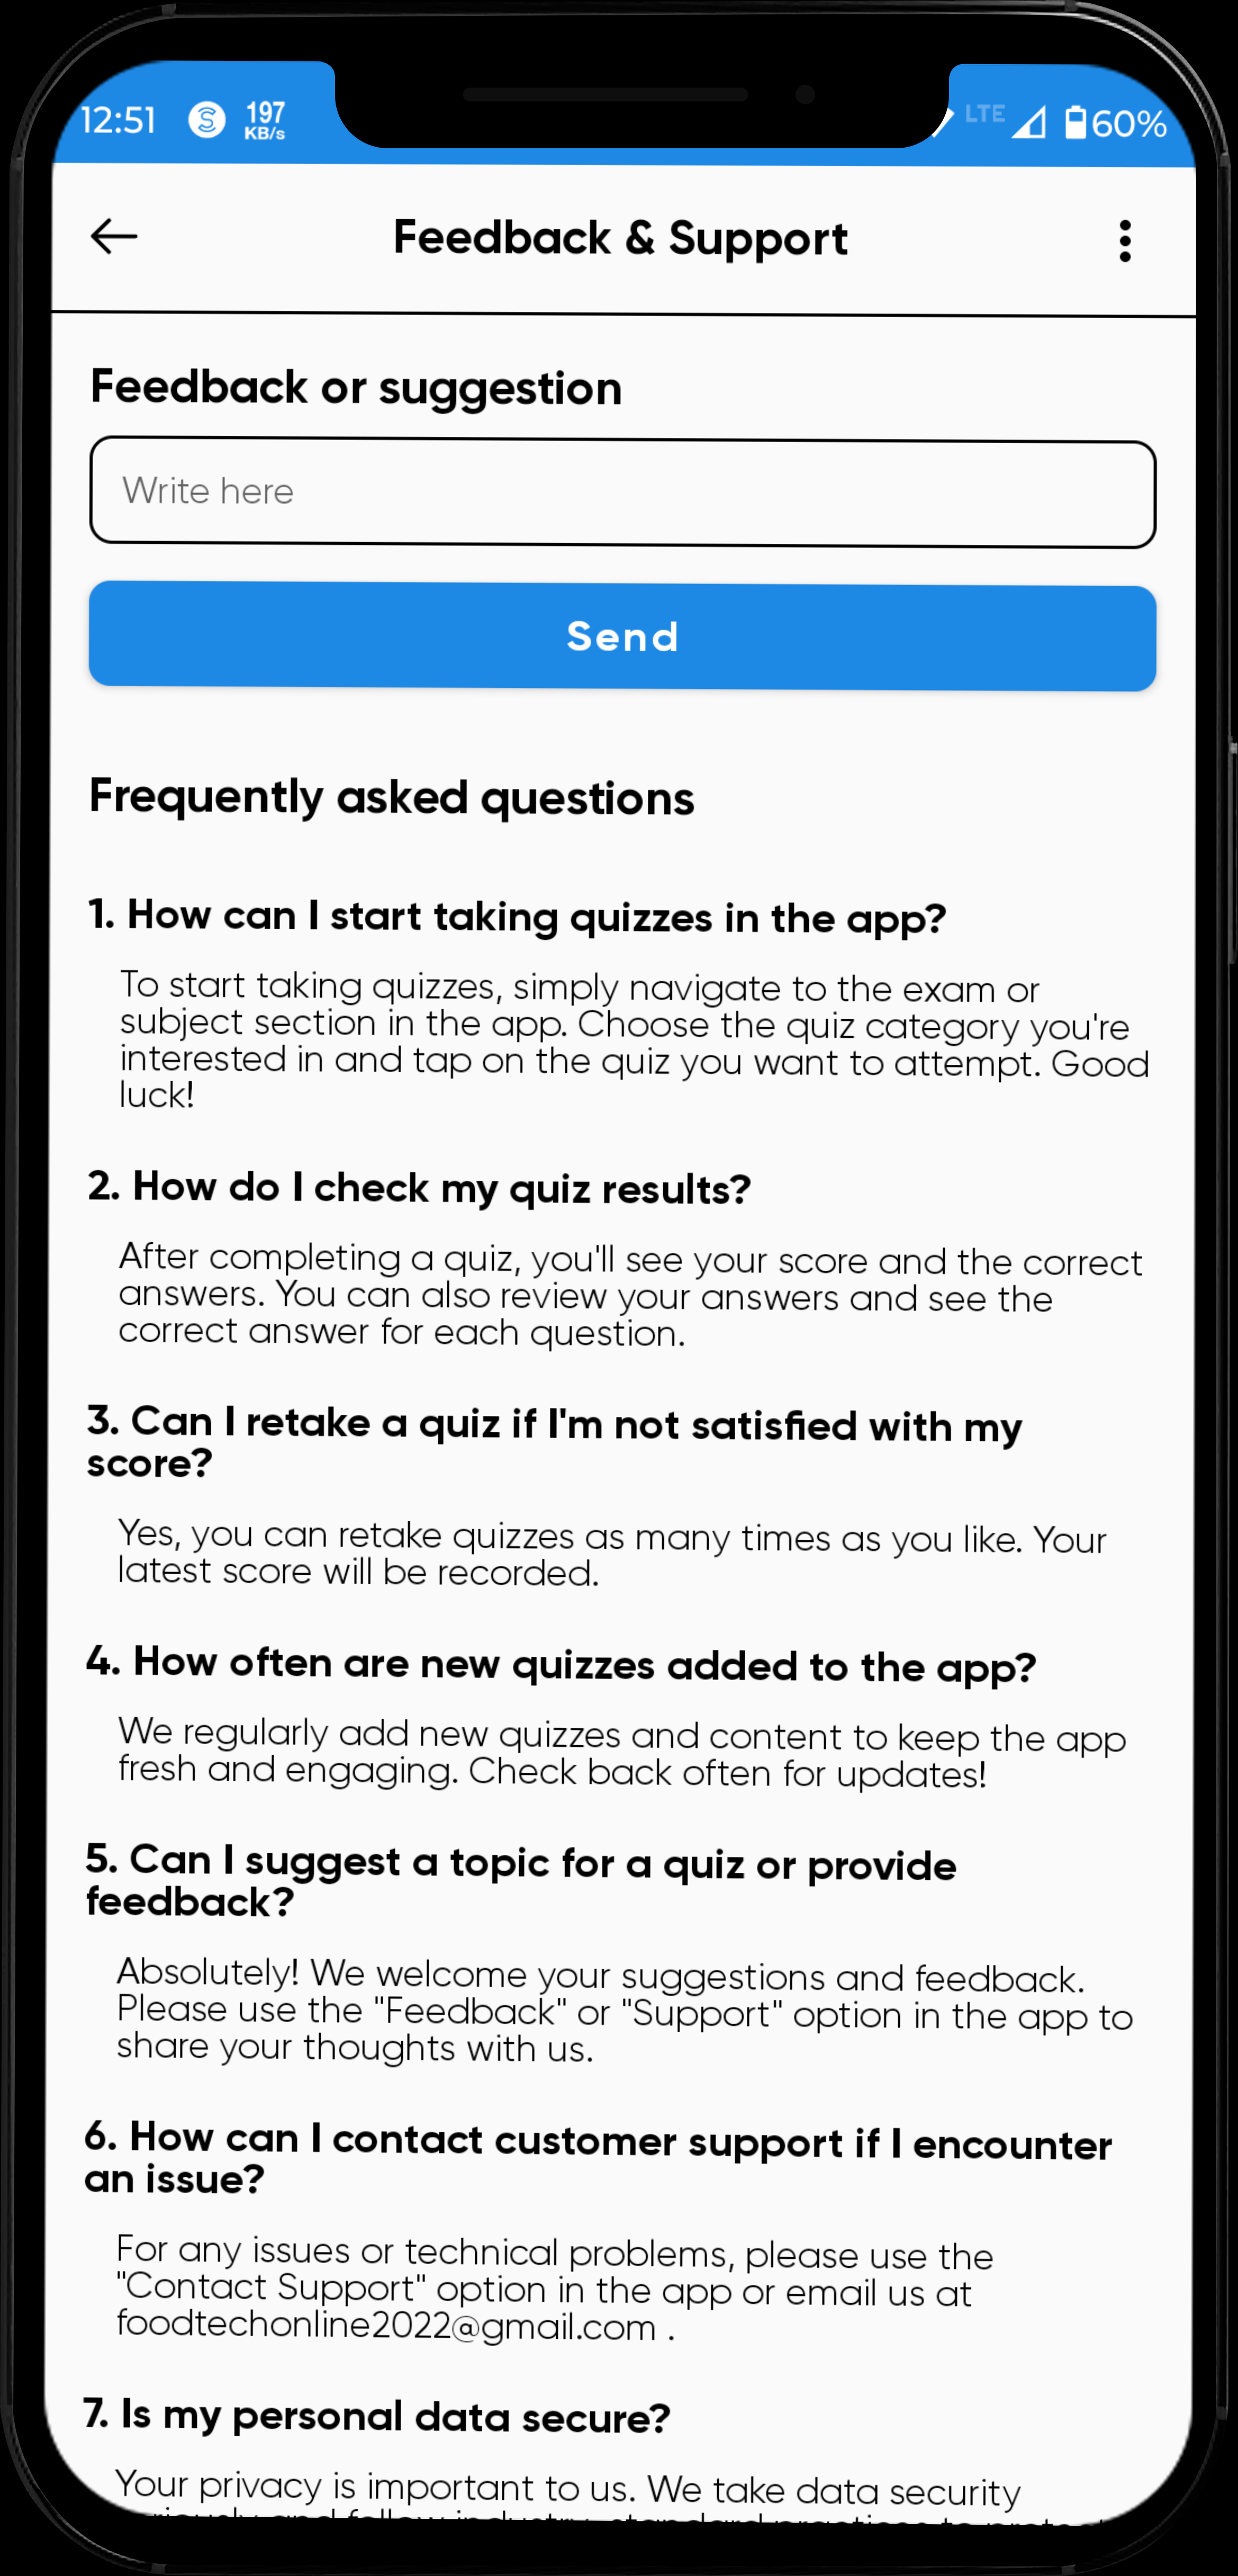 12:51 197 KB/s LTE 60%
Feedback & Support
Feedback or suggestion
Write here
Send
Frequently asked questions
1. How can I start taking quizzes in the app?
To start taking quizzes, simply navigate to the exam or
subject section in the app. Choose the quiz category you're
interested in and tap on the quiz you want to attempt. Good
luck!
2. How do I check my quiz results?
After completing a quiz, you'll see your score and the correct
answers. You can also review your answers and see the
correct answer for each question.
3. Can I retake a quiz if I'm not satisfied with my
score?
Yes, you can retake quizzes as many times as you like. Your
latest score will be recorded.
4. How often are new quizzes added to the app?
We regularly add new quizzes and content to keep the app
fresh and engaging. Check back often for updates!
5. Can I suggest a topic for a quiz or provide
feedback?
Absolutely! We welcome your suggestions and feedback.
Please use the "Feedback" or "Support" option in the app to
share your thoughts with us.
6. How can I contact customer support if I encounter
an issue?
For any issues or technical problems, please use the
"Contact Support" option in the app or email us at
foodtechonline2022@gmail.com .
7. Is my personal data secure?
Your privacy is important to us. We take data security
and follow industry-standard practices to